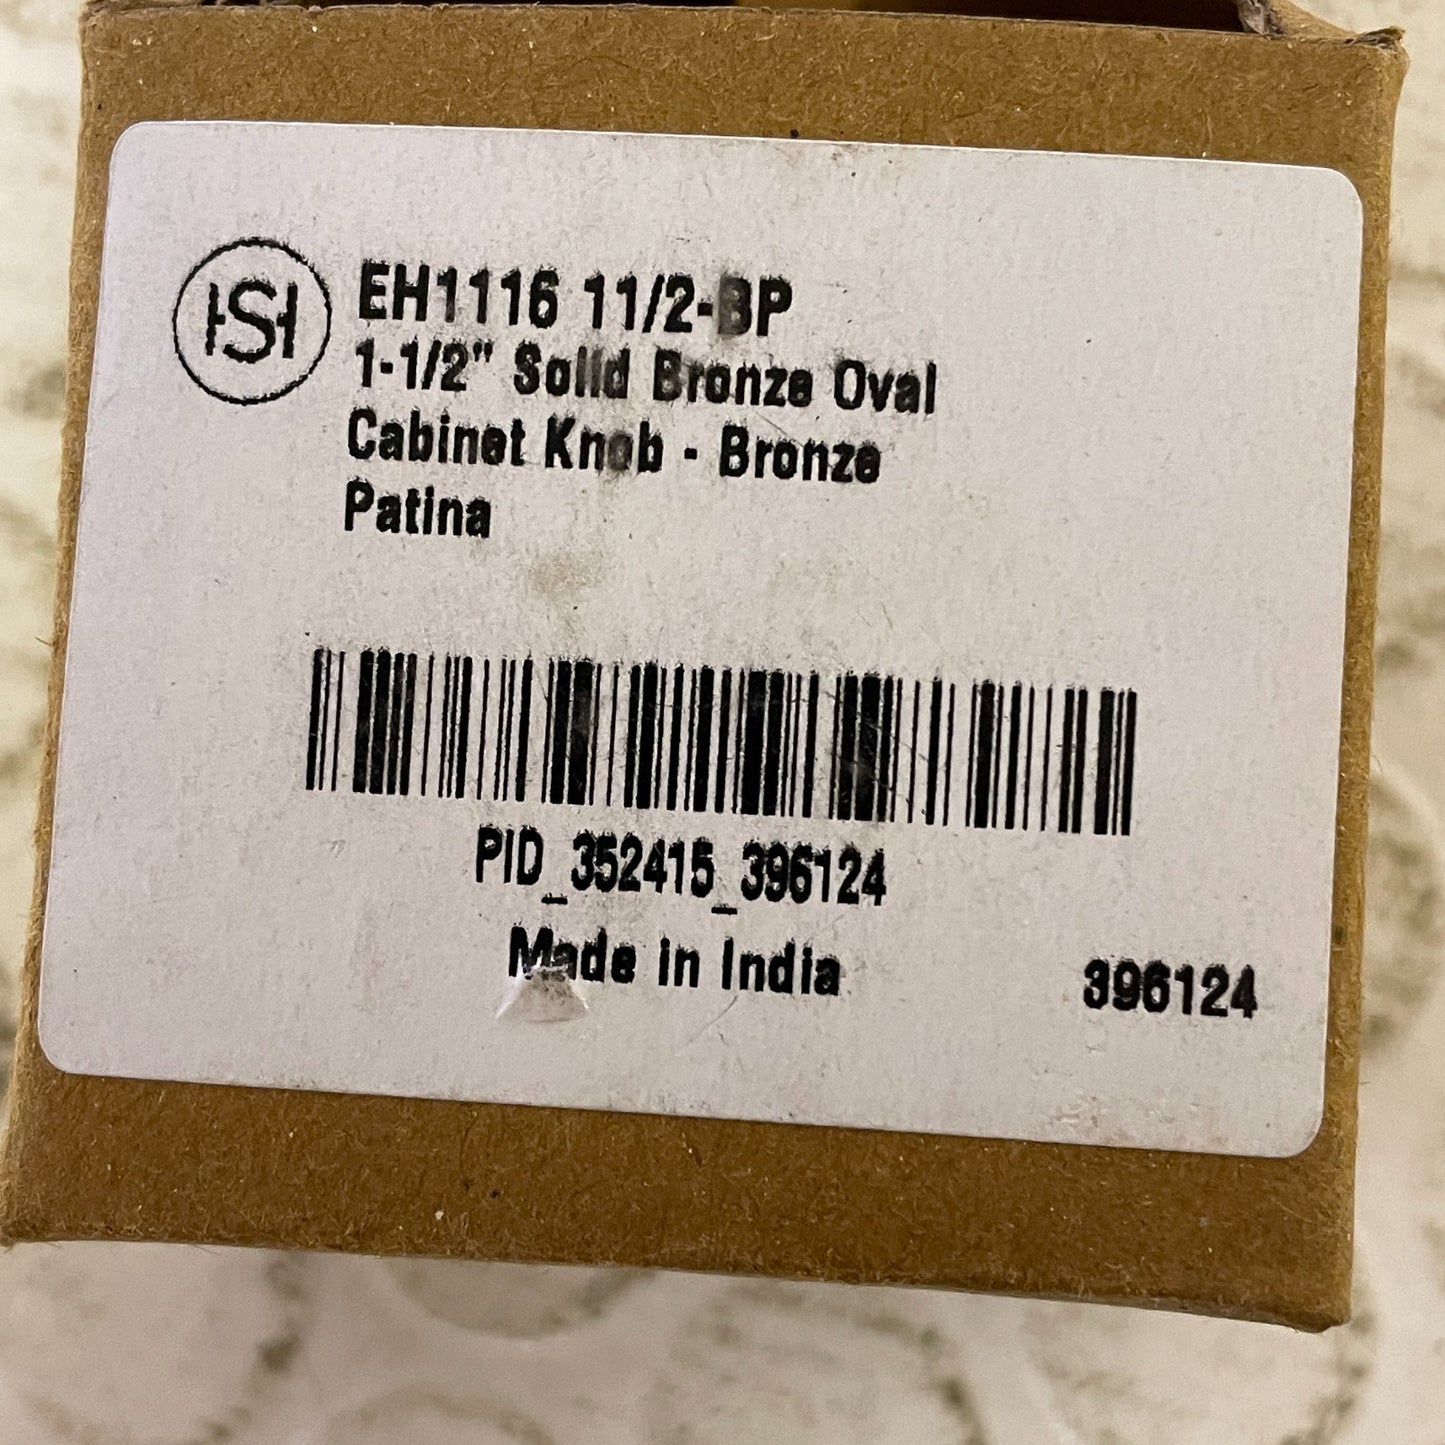 HSH
EH1116 11/2-BP
1-1/2" Solid Bronze Oval
Cabinet Knob - Bronze
Patina
PID_352415_396124
Made in India
396124